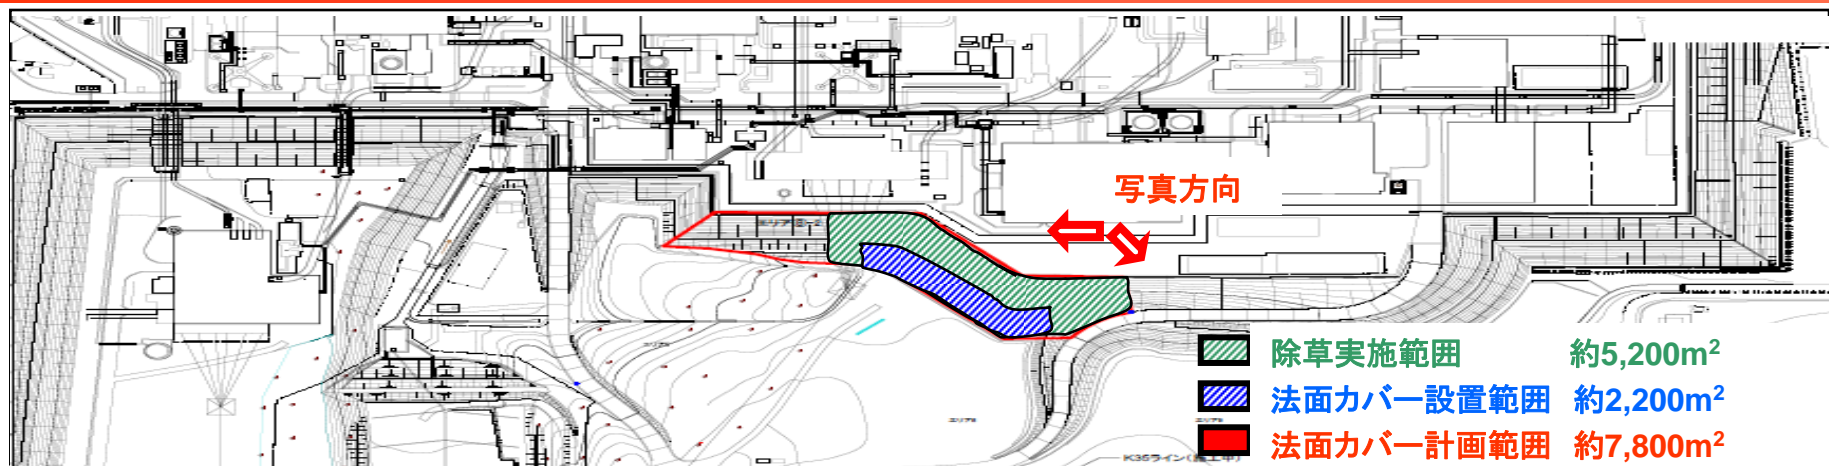 写真方向
除草実施範囲 約5,200m²
法面カバー設置範囲 約2,200m²
法面カバー計画範囲 約7,800m²